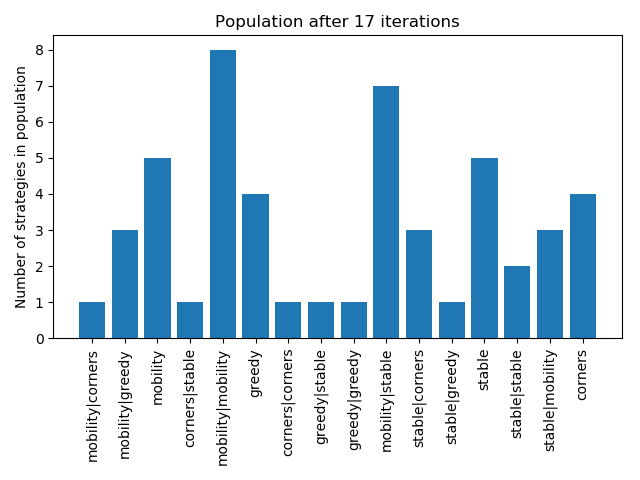 Population after 17 iterations
Number of strategies in population
8
7
6
5
4
3
2
1
0
mobility|corners
mobility|greedy
mobility
corners|stable
mobility|mobility
greedy
corners|corners
greedy|stable
greedy|greedy
mobility|stable
stable|corners
stable|greedy
stable
stable|stable
stable|mobility
corners